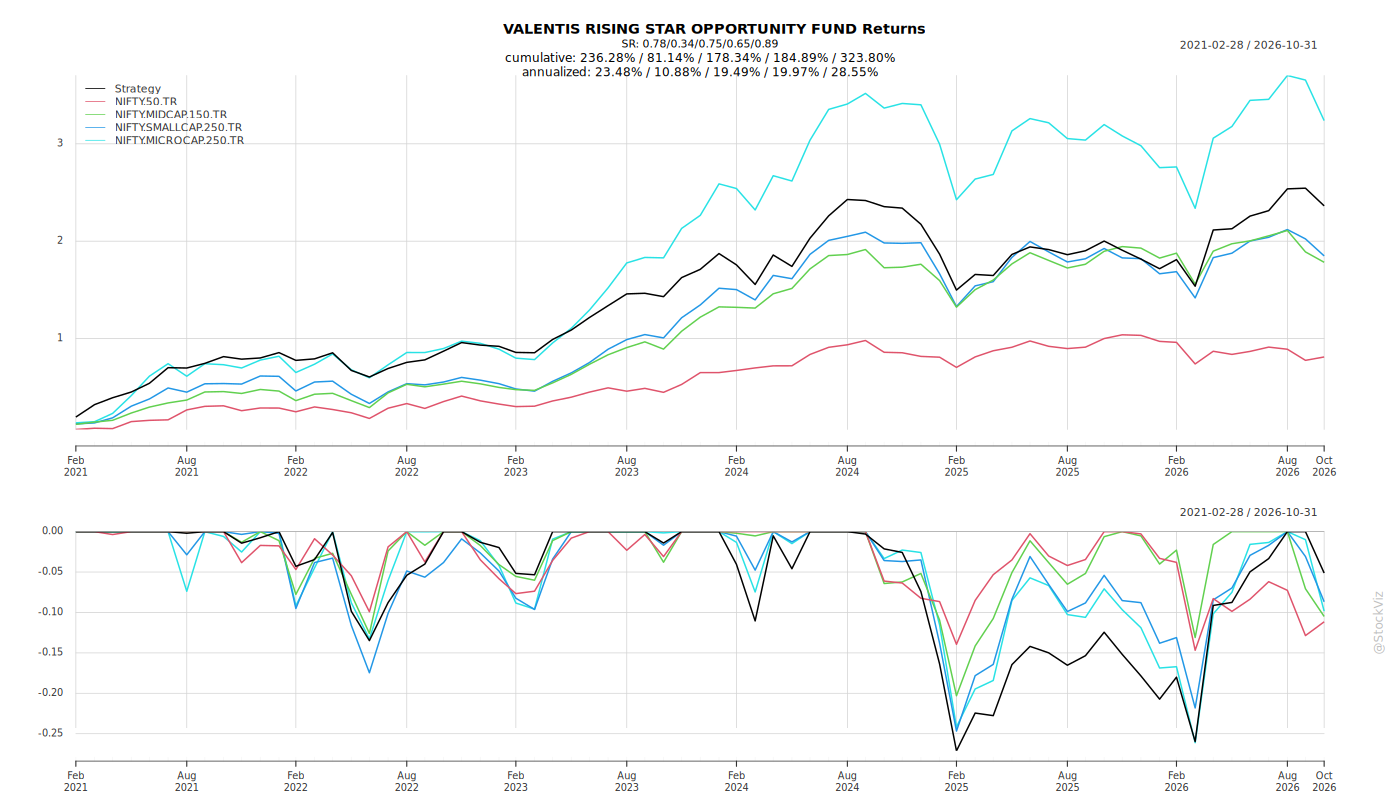 VALENTIS RISING STAR OPPORTUNITY FUND Returns
SR: 0.78/0.34/0.75/0.65/0.89
cumulative: 236.28% / 81.14% / 178.34% / 184.89% / 323.80%
annualized: 23.48% / 10.88% / 19.49% / 19.97% / 28.55%
2021-02-28 / 2026-10-31
Strategy
NIFTY.50.TR
NIFTY.MIDCAP.150.TR
NIFTY.SMALLCAP.250.TR
NIFTY.MICROCAP.250.TR
3
2
1
Feb 2021
Aug 2021
Feb 2022
Aug 2022
Feb 2023
Aug 2023
Feb 2024
Aug 2024
Feb 2025
Aug 2025
Feb 2026
Aug 2026
Oct 2026
2021-02-28 / 2026-10-31
0.00
-0.05
-0.10
-0.15
-0.20
-0.25
Feb 2021
Aug 2021
Feb 2022
Aug 2022
Feb 2023
Aug 2023
Feb 2024
Aug 2024
Feb 2025
Aug 2025
Feb 2026
Aug 2026
Oct 2026
@StockViz